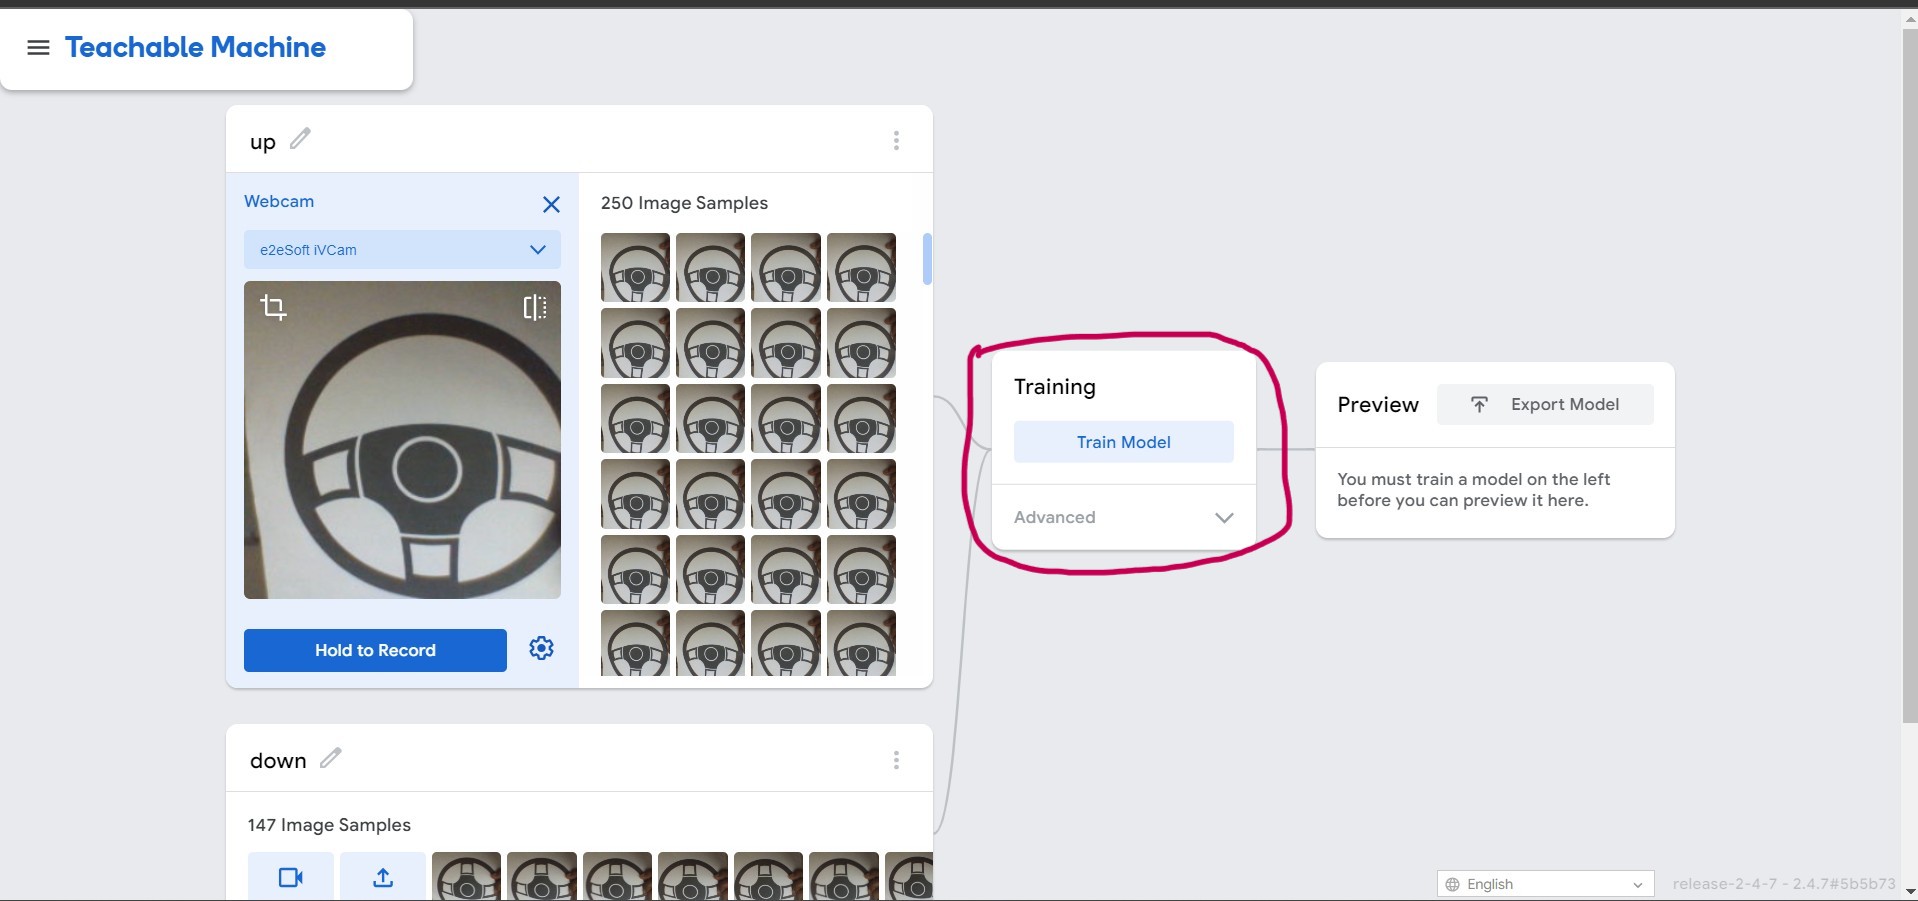 Teachable Machine
up
Webcam
e2eSoft iVCam
Hold to Record
250 Image Samples
down
147 Image Samples
Training
Train Model
Advanced
Preview
Export Model
You must train a model on the left
before you can preview it here.
English
release-2-4-7 - 2.4.7#5b5b73